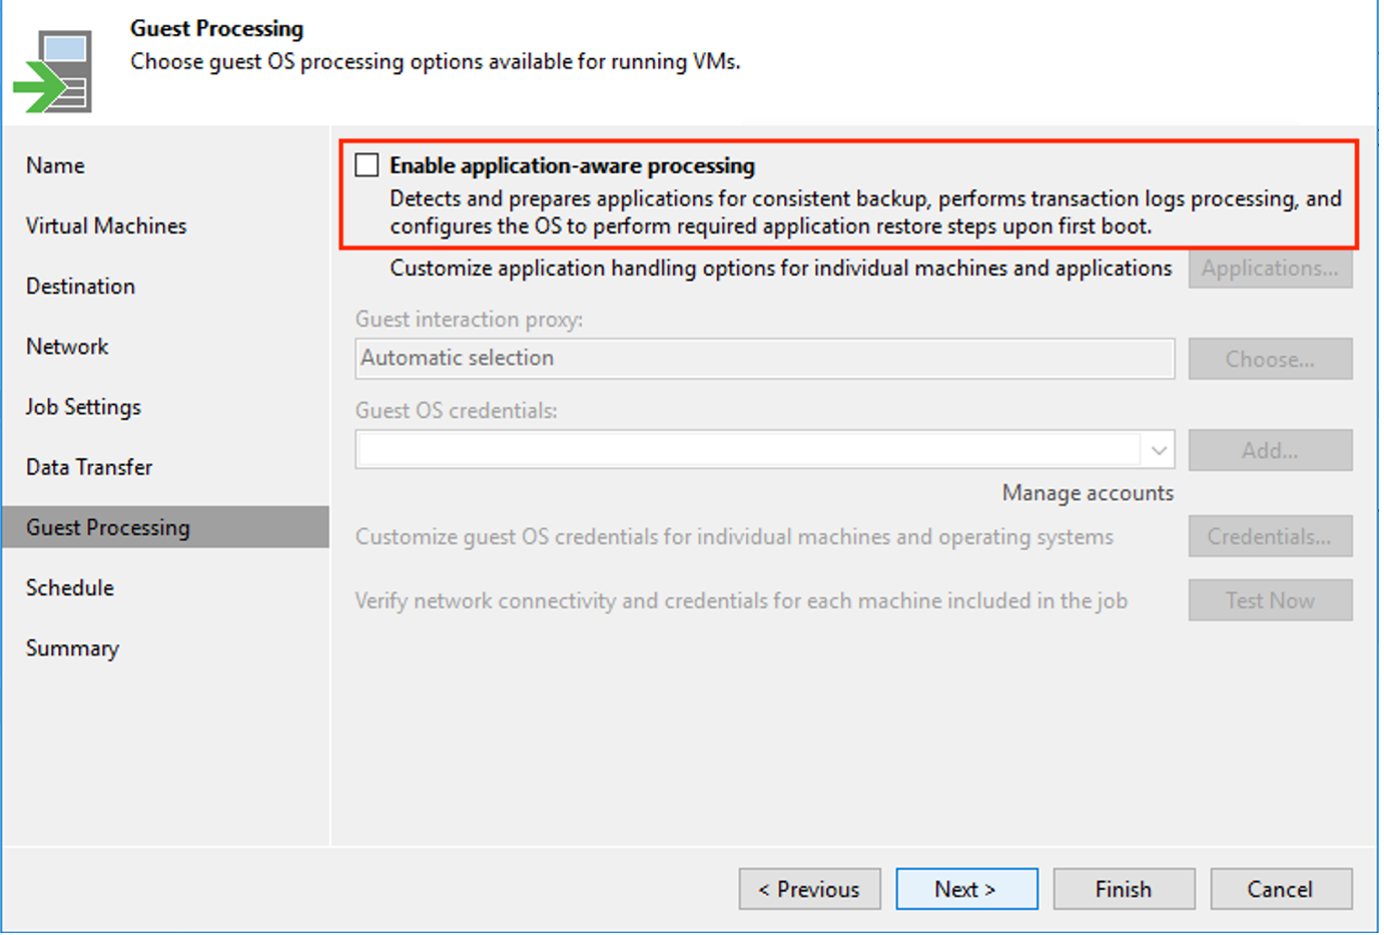 Guest Processing
Choose guest OS processing options available for running VMs.
Name
Virtual Machines
Destination
Network
Job Settings
Data Transfer
Guest Processing
Schedule
Summary
Enable application-aware processing
Detects and prepares applications for consistent backup, performs transaction logs processing, and
configures the OS to perform required application restore steps upon first boot.
Customize application handling options for individual machines and applications
Applications...
Guest interaction proxy:
Automatic selection
Choose...
Guest OS credentials:
Add...
Manage accounts
Customize guest OS credentials for individual machines and operating systems
Credentials...
Verify network connectivity and credentials for each machine included in the job
Test Now
< Previous
Next >
Finish
Cancel